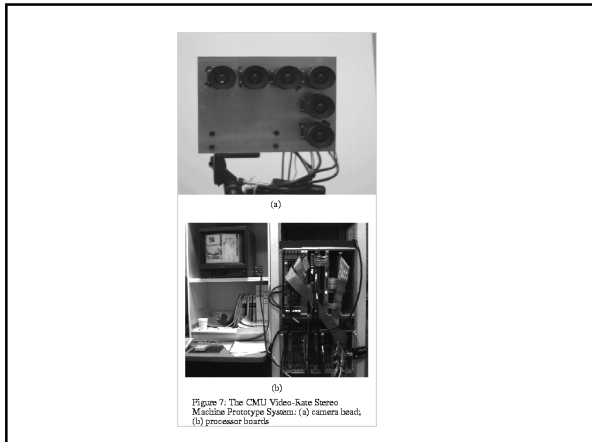 (a)
(b)
Figure 7: The CMU Video-Rate Stereo
Machine Prototype System: (a) camera head;
(b) processor boards